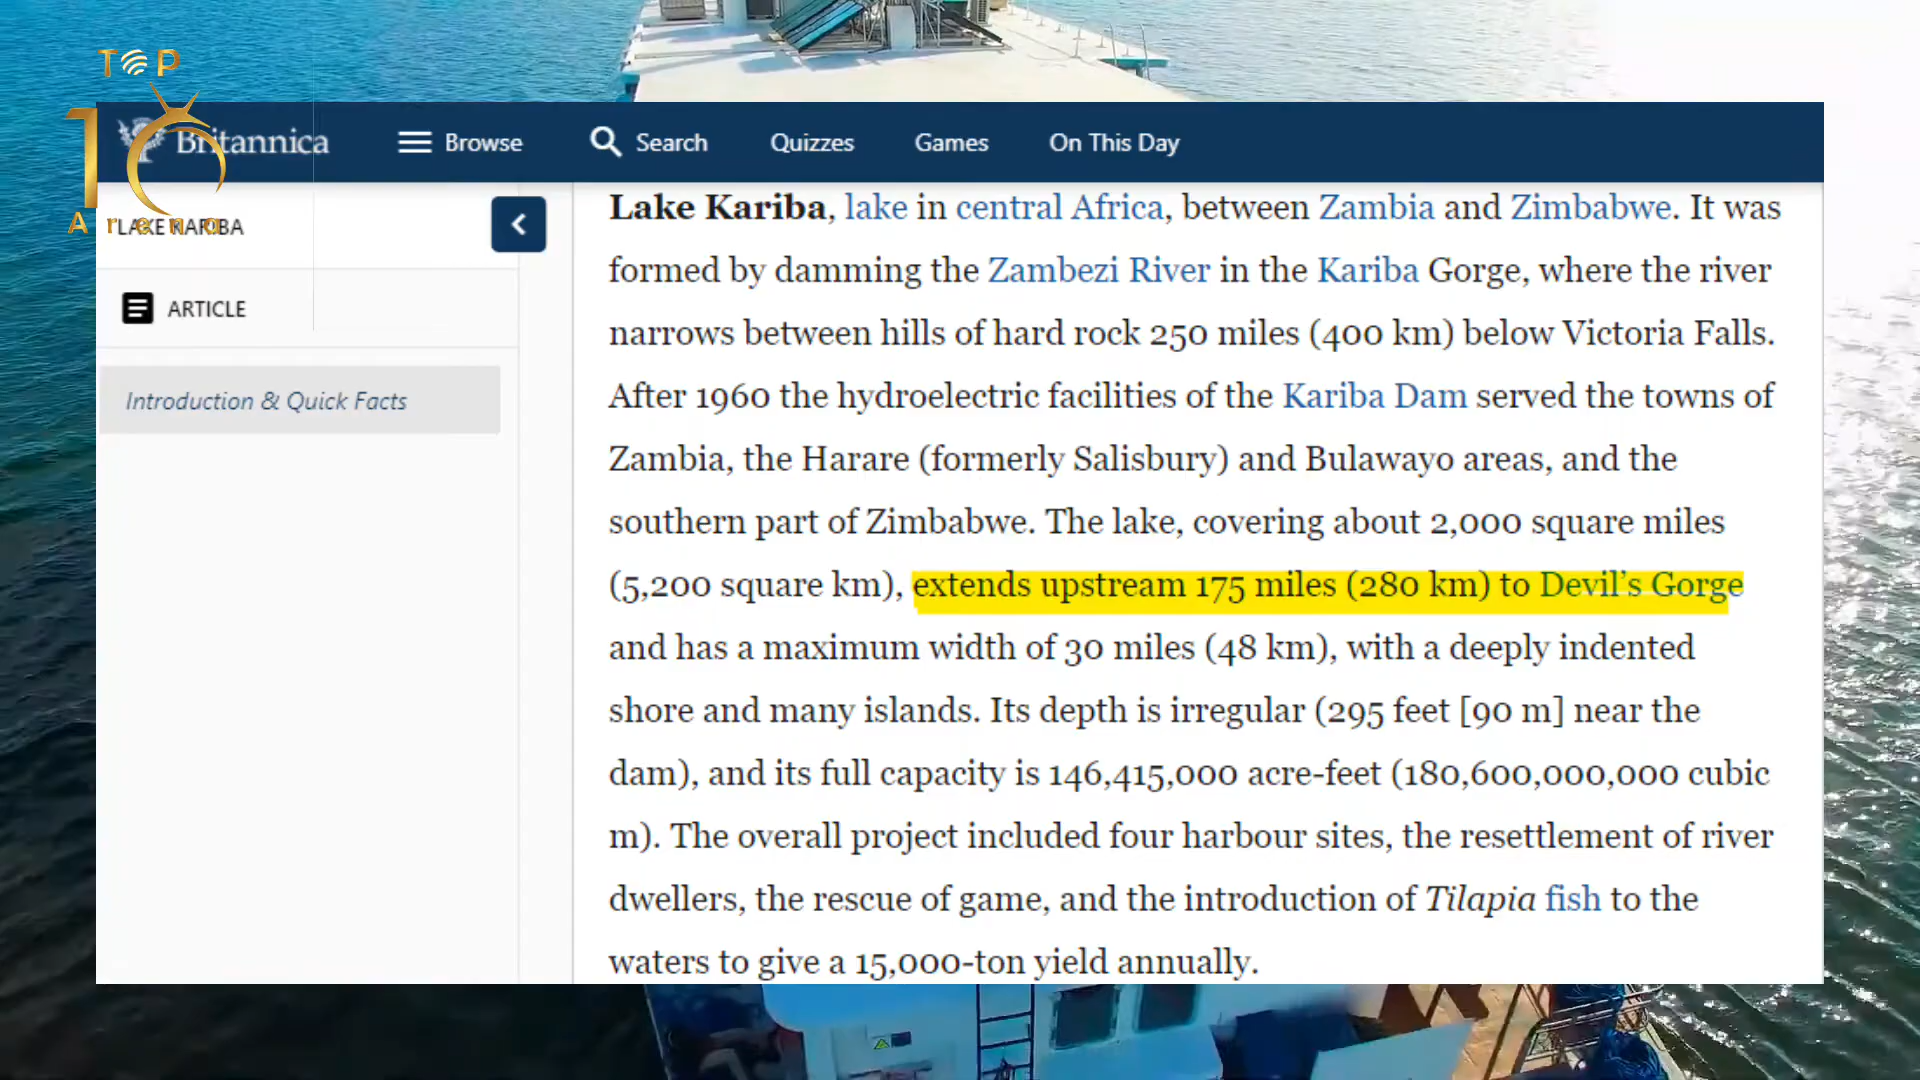 TOP
10
Arena
Britannica
Browse
Search
Quizzes
Games
On This Day
LAKE KARIBA
ARTICLE
Introduction & Quick Facts
Lake Kariba, lake in central Africa, between Zambia and Zimbabwe. It was
formed by damming the Zambezi River in the Kariba Gorge, where the river
narrows between hills of hard rock 250 miles (400 km) below Victoria Falls.
After 1960 the hydroelectric facilities of the Kariba Dam served the towns of
Zambia, the Harare (formerly Salisbury) and Bulawayo areas, and the
southern part of Zimbabwe. The lake, covering about 2,000 square miles
(5,200 square km), extends upstream 175 miles (280 km) to Devil’s Gorge
and has a maximum width of 30 miles (48 km), with a deeply indented
shore and many islands. Its depth is irregular (295 feet [90 m] near the
dam), and its full capacity is 146,415,000 acre-feet (180,600,000,000 cubic
m). The overall project included four harbour sites, the resettlement of river
dwellers, the rescue of game, and the introduction of Tilapia fish to the
waters to give a 15,000-ton yield annually.